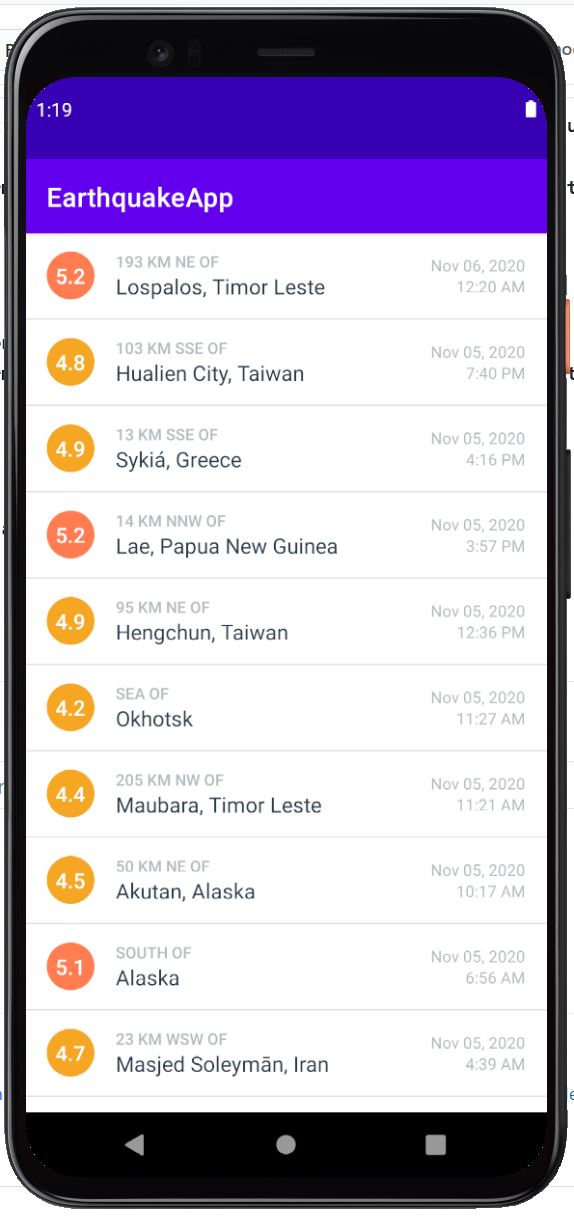 1:19
EarthquakeApp
5.2 193 KM NE OF Nov 06, 2020
Lospalos, Timor Leste 12:20 AM
4.8 103 KM SSE OF Nov 05, 2020
Hualien City, Taiwan 7:40 PM
4.9 13 KM SSE OF Nov 05, 2020
Sykiá, Greece 4:16 PM
5.2 14 KM NNW OF Nov 05, 2020
Lae, Papua New Guinea 3:57 PM
4.9 95 KM NE OF Nov 05, 2020
Hengchun, Taiwan 12:36 PM
4.2 SEA OF Nov 05, 2020
Okhotsk 11:27 AM
4.4 205 KM NW OF Nov 05, 2020
Maubara, Timor Leste 11:21 AM
4.5 50 KM NE OF Nov 05, 2020
Akutan, Alaska 10:17 AM
5.1 SOUTH OF Nov 05, 2020
Alaska 6:56 AM
4.7 23 KM WSW OF Nov 05, 2020
Masjed Soleymān, Iran 4:39 AM